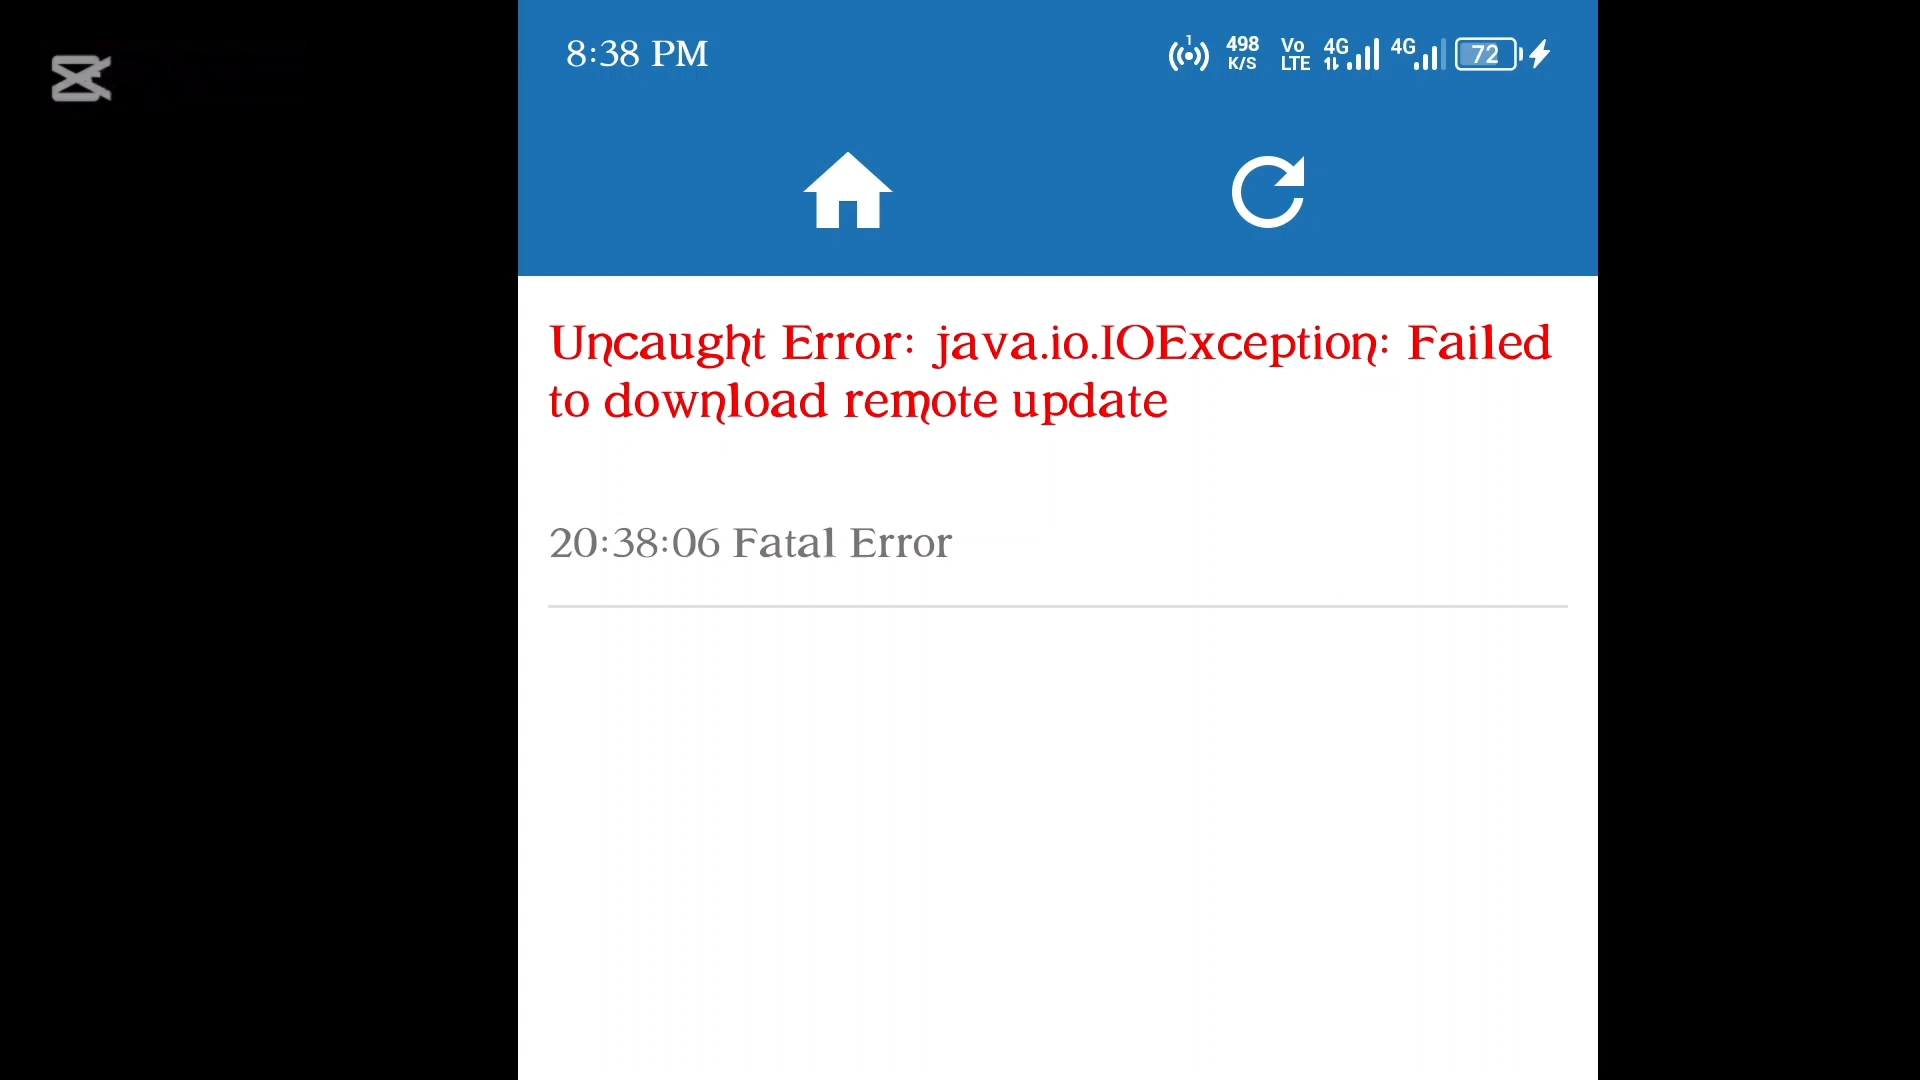 8:38 PM 1 498 K/S Vo LTE 4G 4G 72
Uncaught Error: java.io.IOException: Failed
to download remote update
20:38:06 Fatal Error